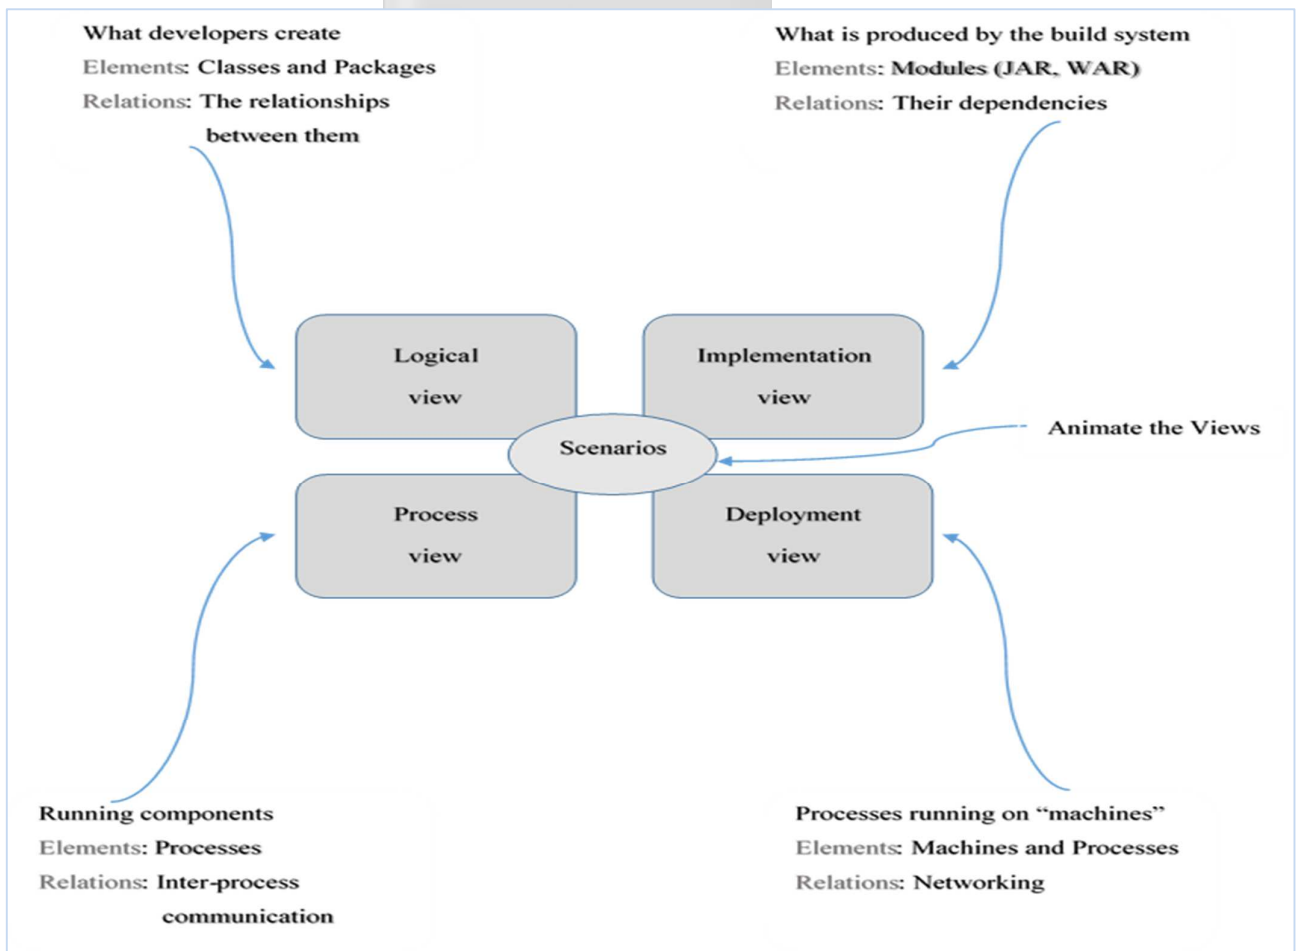 What developers create
Elements: Classes and Packages
Relations: The relationships
between them
What is produced by the build system
Elements: Modules (JAR, WAR)
Relations: Their dependencies
Logical
view
Implementation
view
Scenarios
Animate the Views
Process
view
Deployment
view
Running components
Elements: Processes
Relations: Inter-process
communication
Processes running on “machines”
Elements: Machines and Processes
Relations: Networking